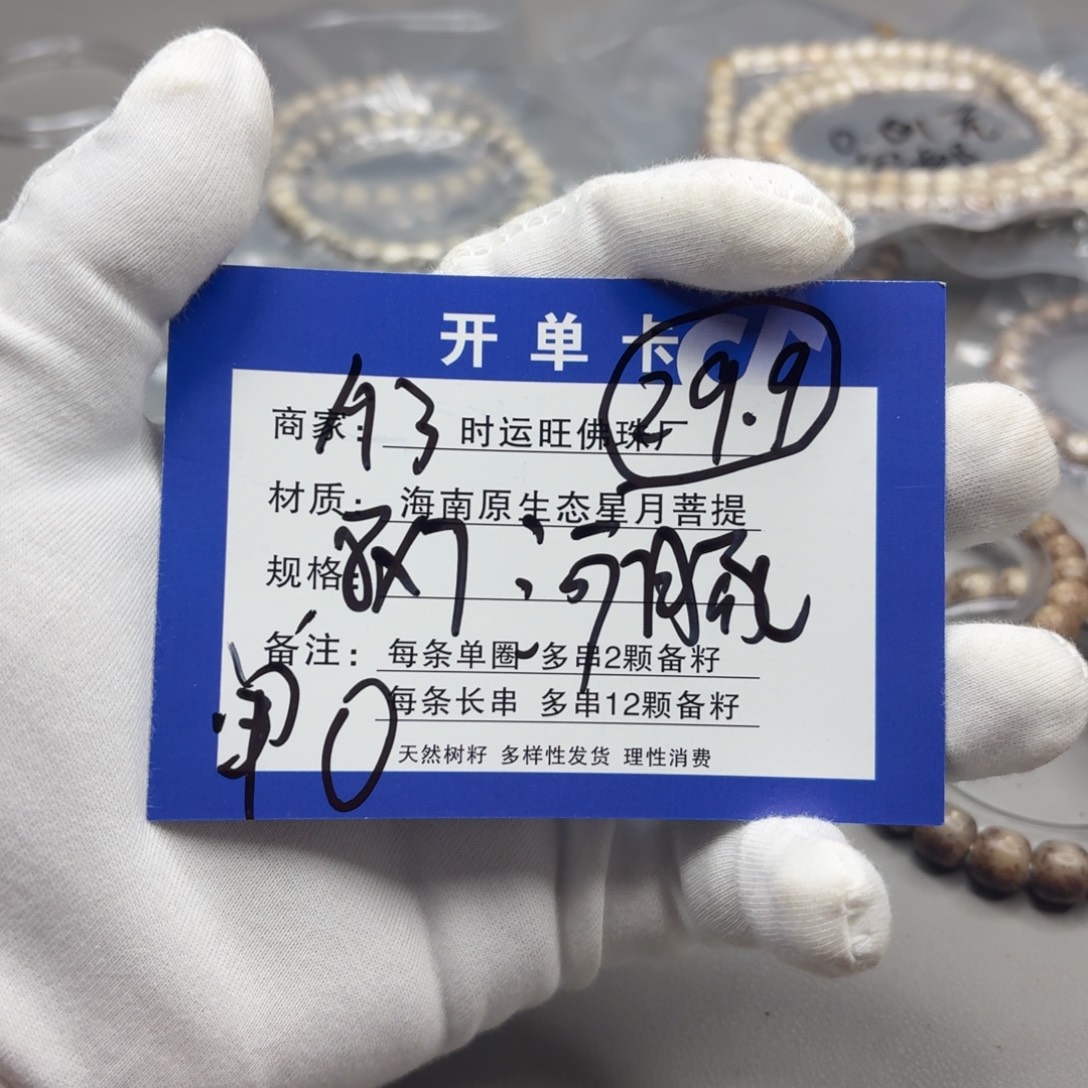 开单卡
29.9
商家： 时运旺佛珠厂
材质： 海南原生态星月菩提
规格
备注： 每条单圈 多串2颗备籽
每条长串 多串12颗备籽
单0
天然树籽 多样性发货 理性消费